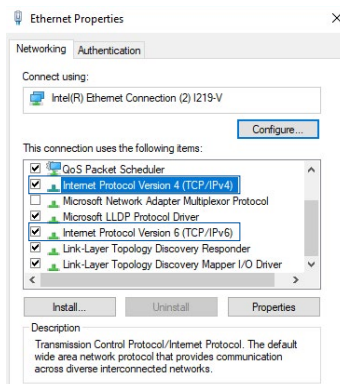 Ethernet Properties
Networking Authentication
Connect using:
Intel(R) Ethernet Connection (2) I219-V
Configure...
This connection uses the following items:
QoS Packet Scheduler
Internet Protocol Version 4 (TCP/IPv4)
Microsoft Network Adapter Multiplexor Protocol
Microsoft LLDP Protocol Driver
Internet Protocol Version 6 (TCP/IPv6)
Link-Layer Topology Discovery Responder
Link-Layer Topology Discovery Mapper I/O Driver
Install... Uninstall Properties
Description
Transmission Control Protocol/Internet Protocol. The default
wide area network protocol that provides communication
across diverse interconnected networks.